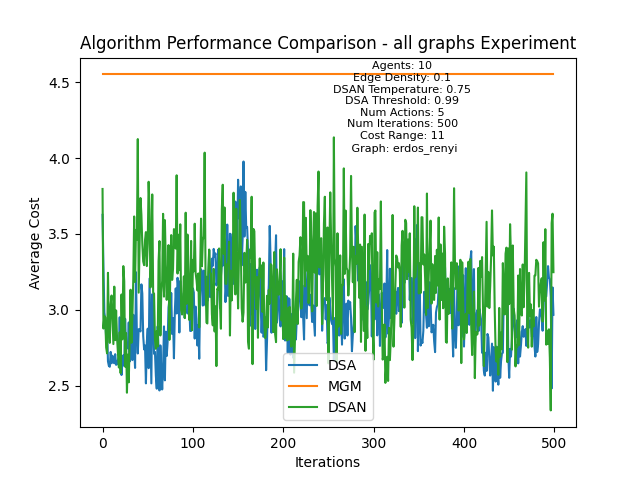 Algorithm Performance Comparison - all graphs Experiment
Agents: 10
Edge Density: 0.1
DSAN Temperature: 0.75
DSA Threshold: 0.99
Num Actions: 5
Num Iterations: 500
Cost Range: 11
Graph: erdos_renyi
4.5
4.0
3.5
3.0
2.5
Average Cost
DSA
MGM
DSAN
0
100
200
300
400
500
Iterations